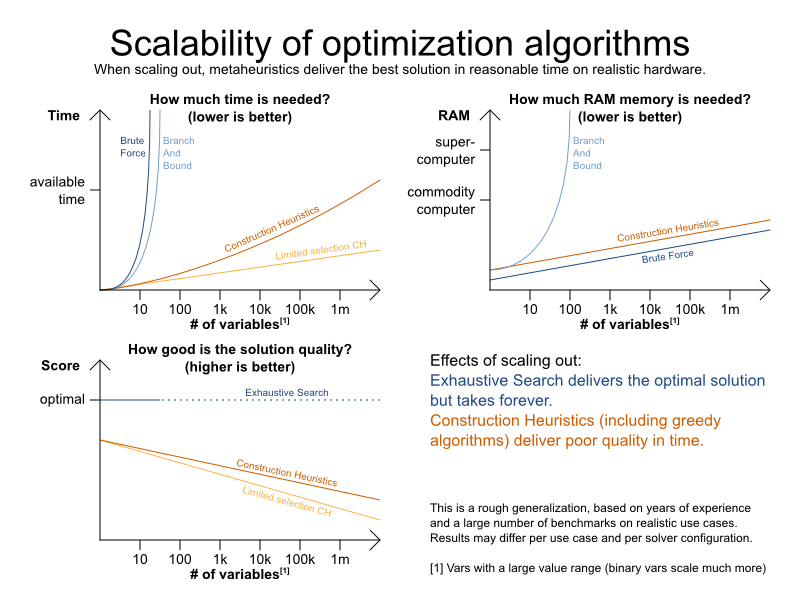 Scalability of optimization algorithms
When scaling out, metaheuristics deliver the best solution in reasonable time on realistic hardware.
How much time is needed?
(lower is better)
Time
Brute
Force
Branch
And
Bound
available
time
Construction Heuristics
Limited selection CH
10 100 1k 10k 100k 1m
# of variables[1]
How much RAM memory is needed?
(lower is better)
RAM
super-
computer
Branch
And
Bound
commodity
computer
Construction Heuristics
Brute Force
10 100 1k 10k 100k 1m
# of variables[1]
How good is the solution quality?
(higher is better)
Score
optimal
Exhaustive Search
Construction Heuristics
Limited selection CH
10 100 1k 10k 100k 1m
# of variables[1]
Effects of scaling out:
Exhaustive Search delivers the optimal solution
but takes forever.
Construction Heuristics (including greedy
algorithms) deliver poor quality in time.
This is a rough generalization, based on years of experience
and a large number of benchmarks on realistic use cases.
Results may differ per use case and per solver configuration.
[1] Vars with a large value range (binary vars scale much more)